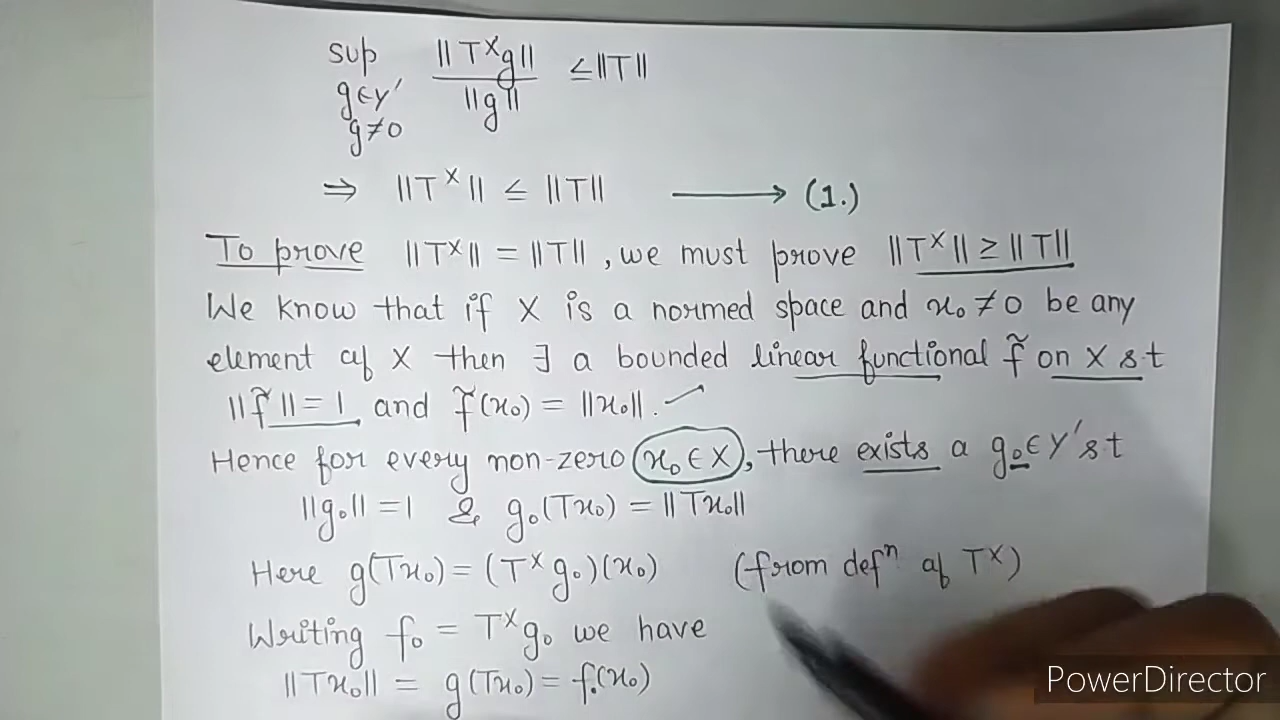 sup ||T×g|| / ||g|| ≤ ||T||
g∈Y'
g≠0
⇒ ||T×|| ≤ ||T|| ⟶ (1.)
To prove ||T×|| = ||T||, we must prove ||T×|| ≥ ||T||
We know that if X is a normed space and x₀ ≠ 0 be any
element of X then ∃ a bounded linear functional f̃ on X s.t
||f̃|| = 1 and f̃(x₀) = ||x₀||.
Hence for every non-zero x₀ ∈ X, there exists a g₀ ∈ Y' s.t
||g₀|| = 1 & g₀(Tx₀) = ||Tx₀||
Here g(Tx₀) = (T×g₀)(x₀) (from defⁿ of T×)
Writing f₀ = T×g₀ we have
||Tx₀|| = g(Tx₀) = f₀(x₀)
PowerDirector